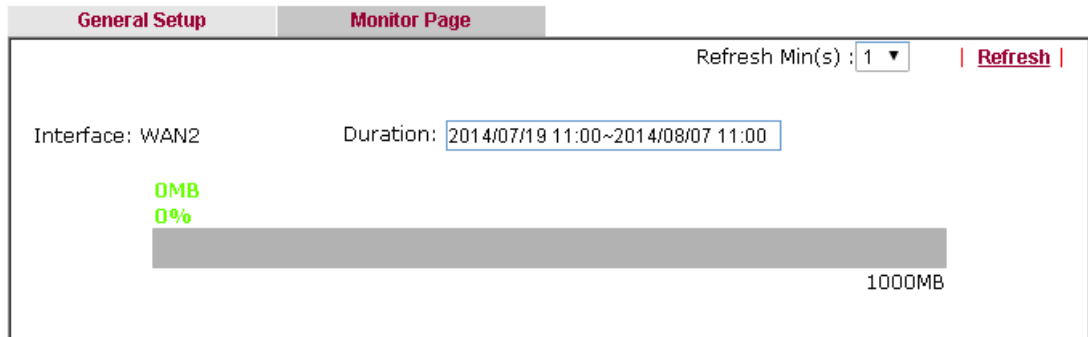 General Setup Monitor Page
Refresh Min(s) : 1 | Refresh |
Interface: WAN2 Duration: 2014/07/19 11:00~2014/08/07 11:00
0MB
0%
1000MB